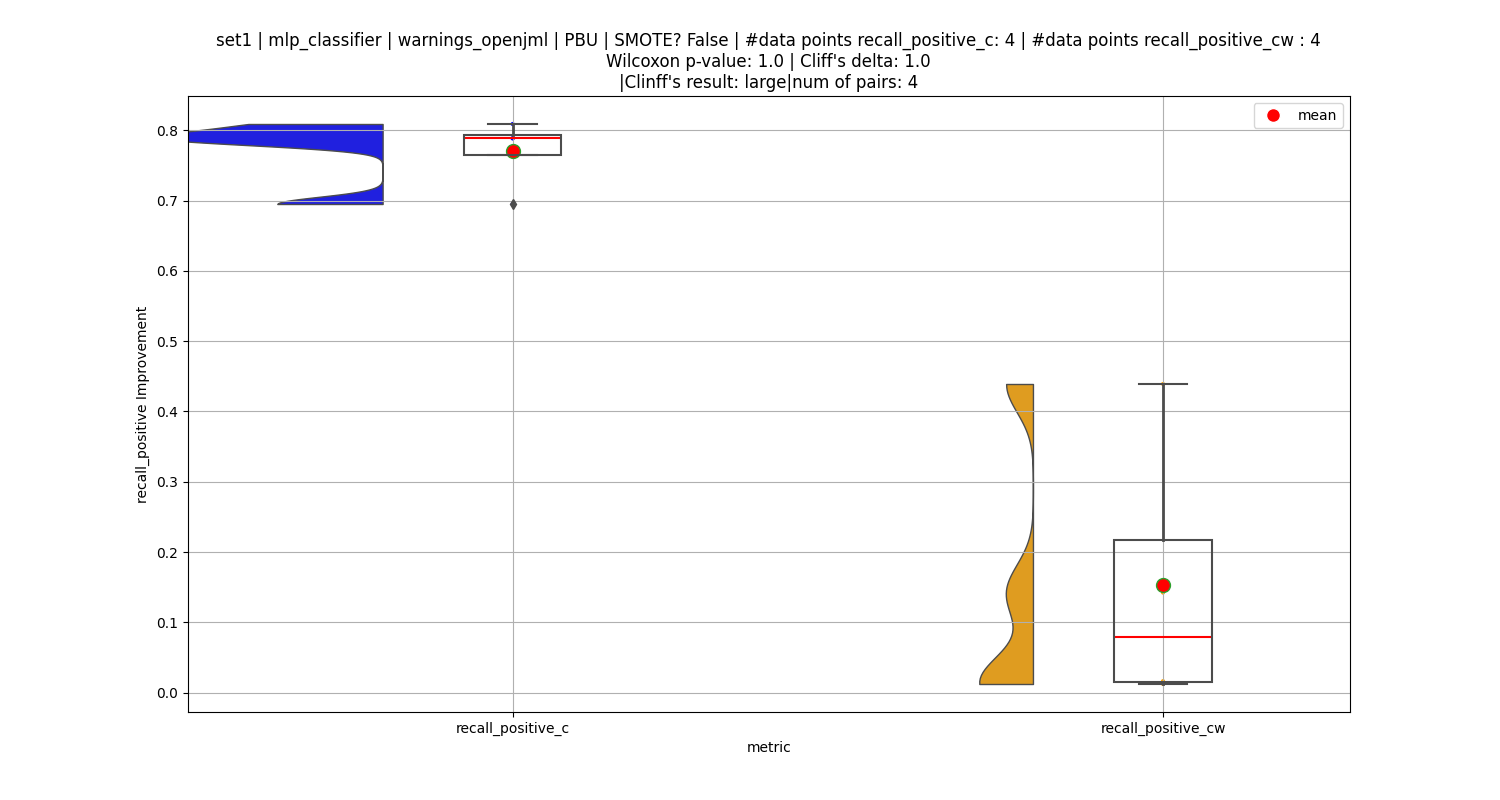 set1 | mlp_classifier | warnings_openjml | PBU | SMOTE? False | #data points recall_positive_c: 4 | #data points recall_positive_cw : 4
Wilcoxon p-value: 1.0 | Cliff's delta: 1.0
|Clinff's result: large|num of pairs: 4
mean
0.8
0.7
0.6
0.5
0.4
0.3
0.2
0.1
0.0
recall_positive Improvement
recall_positive_c
recall_positive_cw
metric